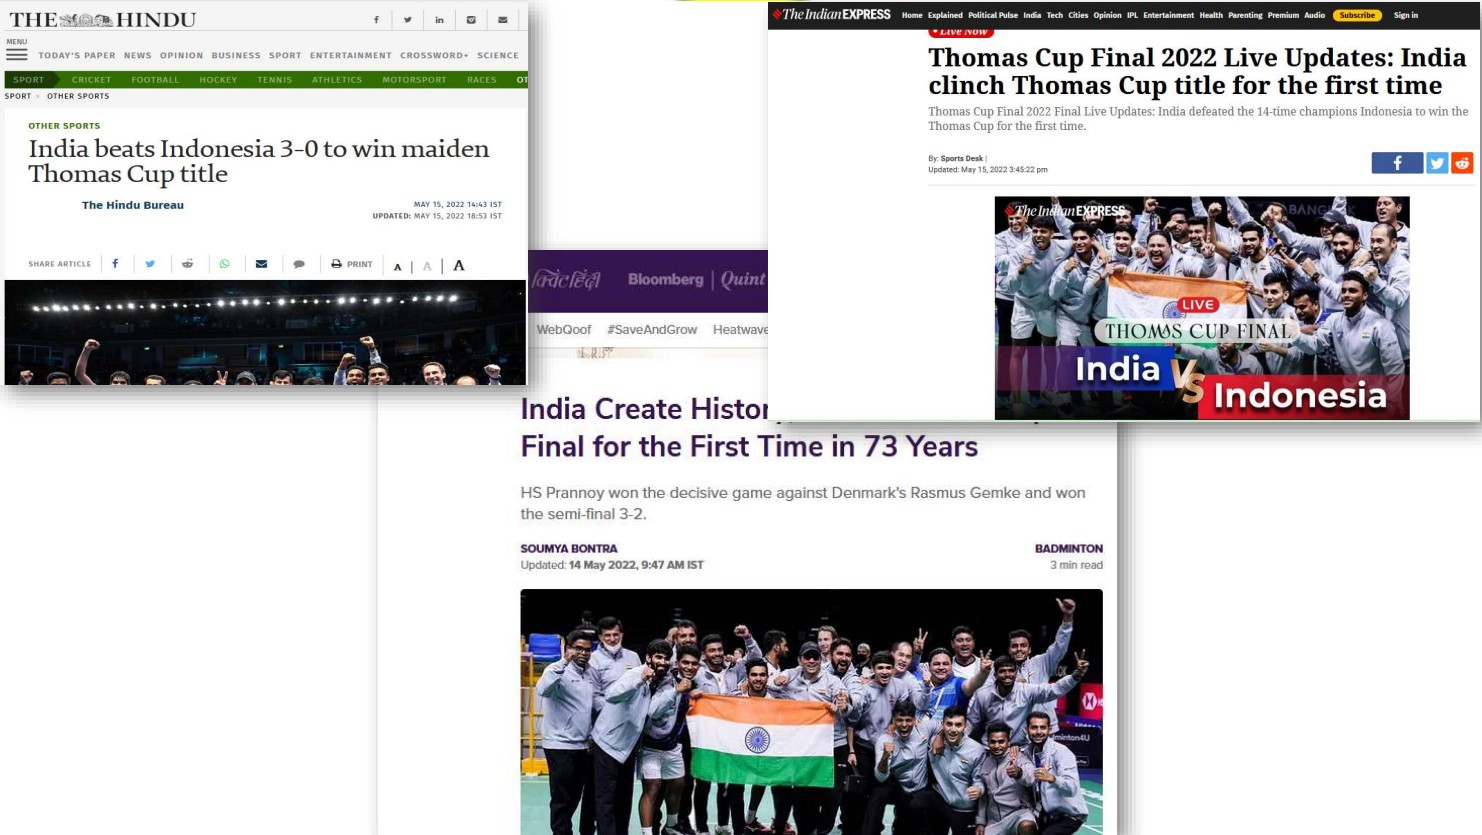 THE HINDU
MENU
TODAY'S PAPER NEWS OPINION BUSINESS SPORT ENTERTAINMENT CROSSWORD+ SCIENCE
SPORT CRICKET FOOTBALL HOCKEY TENNIS ATHLETICS MOTORSPORT RACES OT
SPORT OTHER SPORTS
OTHER SPORTS
India beats Indonesia 3-0 to win maiden
Thomas Cup title
The Hindu Bureau
MAY 15, 2022 14:43 IST
UPDATED: MAY 15, 2022 18:53 IST
SHARE ARTICLE PRINT A | A | A
The Indian EXPRESS Home Explained Political Pulse India Tech Cities Opinion IPL Entertainment Health Parenting Premium Audio Subscribe Sign in
Live Now
Thomas Cup Final 2022 Live Updates: India
clinch Thomas Cup title for the first time
Thomas Cup Final 2022 Final Live Updates: India defeated the 14-time champions Indonesia to win the
Thomas Cup for the first time.
By: Sports Desk |
Updated: May 15, 2022 3:45:22 pm
The Indian EXPRESS
BANGK
LIVE
THOMAS CUP FINAL
India Vs Indonesia
क्विंट हिंदी Bloomberg | Quint
WebQoof #SaveAndGrow Heatwave
India Create Histor
Final for the First Time in 73 Years
HS Prannoy won the decisive game against Denmark's Rasmus Gemke and won
the semi-final 3-2.
SOUMYA BONTRA
Updated: 14 May 2022, 9:47 AM IST
BADMINTON
3 min read
minton4U